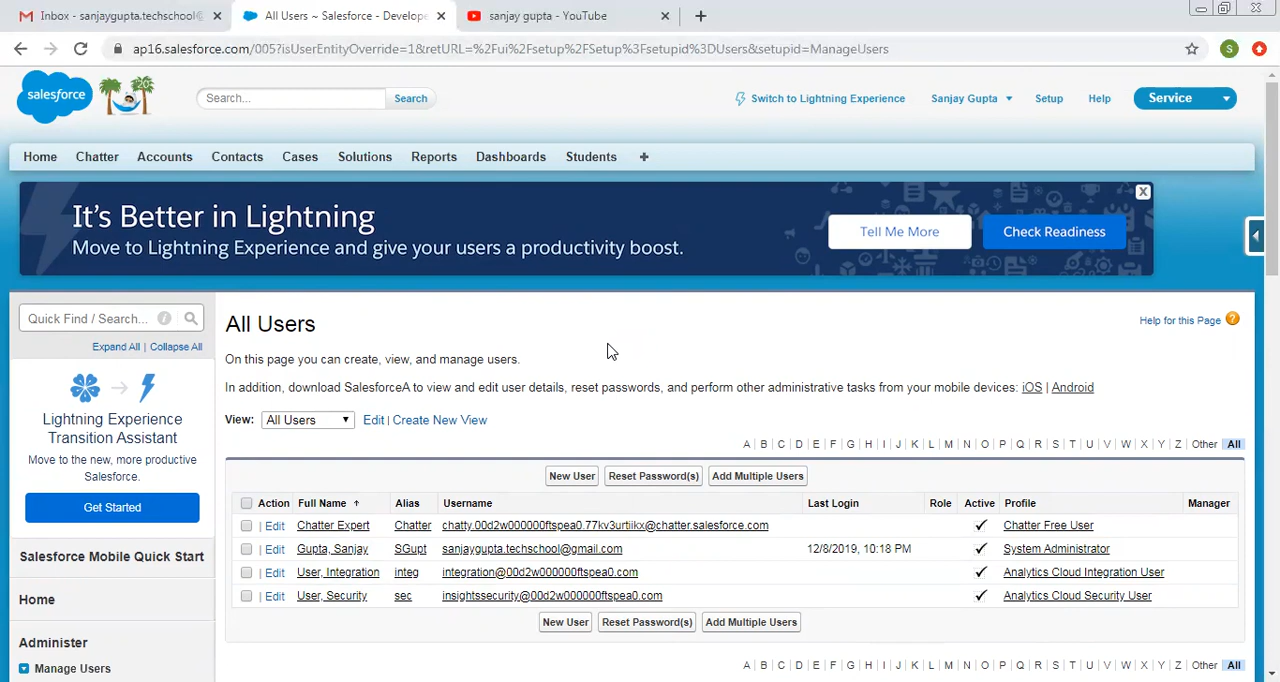 Inbox - sanjaygupta.techschool@
All Users ~ Salesforce - Develope
sanjay gupta - YouTube
ap16.salesforce.com/005?isUserEntityOverride=1&retURL=%2Fui%2Fsetup%2FSetup%3Fsetupid%3DUsers&setupid=ManageUsers
S
salesforce
20
Search...
Search
Switch to Lightning Experience
Sanjay Gupta
Setup
Help
Service
Home
Chatter
Accounts
Contacts
Cases
Solutions
Reports
Dashboards
Students
+
It's Better in Lightning
Move to Lightning Experience and give your users a productivity boost.
Tell Me More
Check Readiness
X
Quick Find / Search...
Expand All | Collapse All
Lightning Experience
Transition Assistant
Move to the new, more productive
Salesforce.
Get Started
Salesforce Mobile Quick Start
Home
Administer
Manage Users
All Users
Help for this Page
On this page you can create, view, and manage users.
In addition, download SalesforceA to view and edit user details, reset passwords, and perform other administrative tasks from your mobile devices: iOS | Android
View: All Users Edit | Create New View
A B C D E F G H I J K L M N O P Q R S T U V W X Y Z Other All
New User Reset Password(s) Add Multiple Users
Action Full Name Alias Username Last Login Role Active Profile Manager
| Edit Chatter Expert Chatter chatty.00d2w000000ftspea0.77kv3urtiikx@chatter.salesforce.com Chatter Free User
| Edit Gupta, Sanjay SGupt sanjaygupta.techschool@gmail.com 12/8/2019, 10:18 PM System Administrator
| Edit User, Integration integ integration@00d2w000000ftspea0.com Analytics Cloud Integration User
| Edit User, Security sec insightssecurity@00d2w000000ftspea0.com Analytics Cloud Security User
New User Reset Password(s) Add Multiple Users
A B C D E F G H I J K L M N O P Q R S T U V W X Y Z Other All